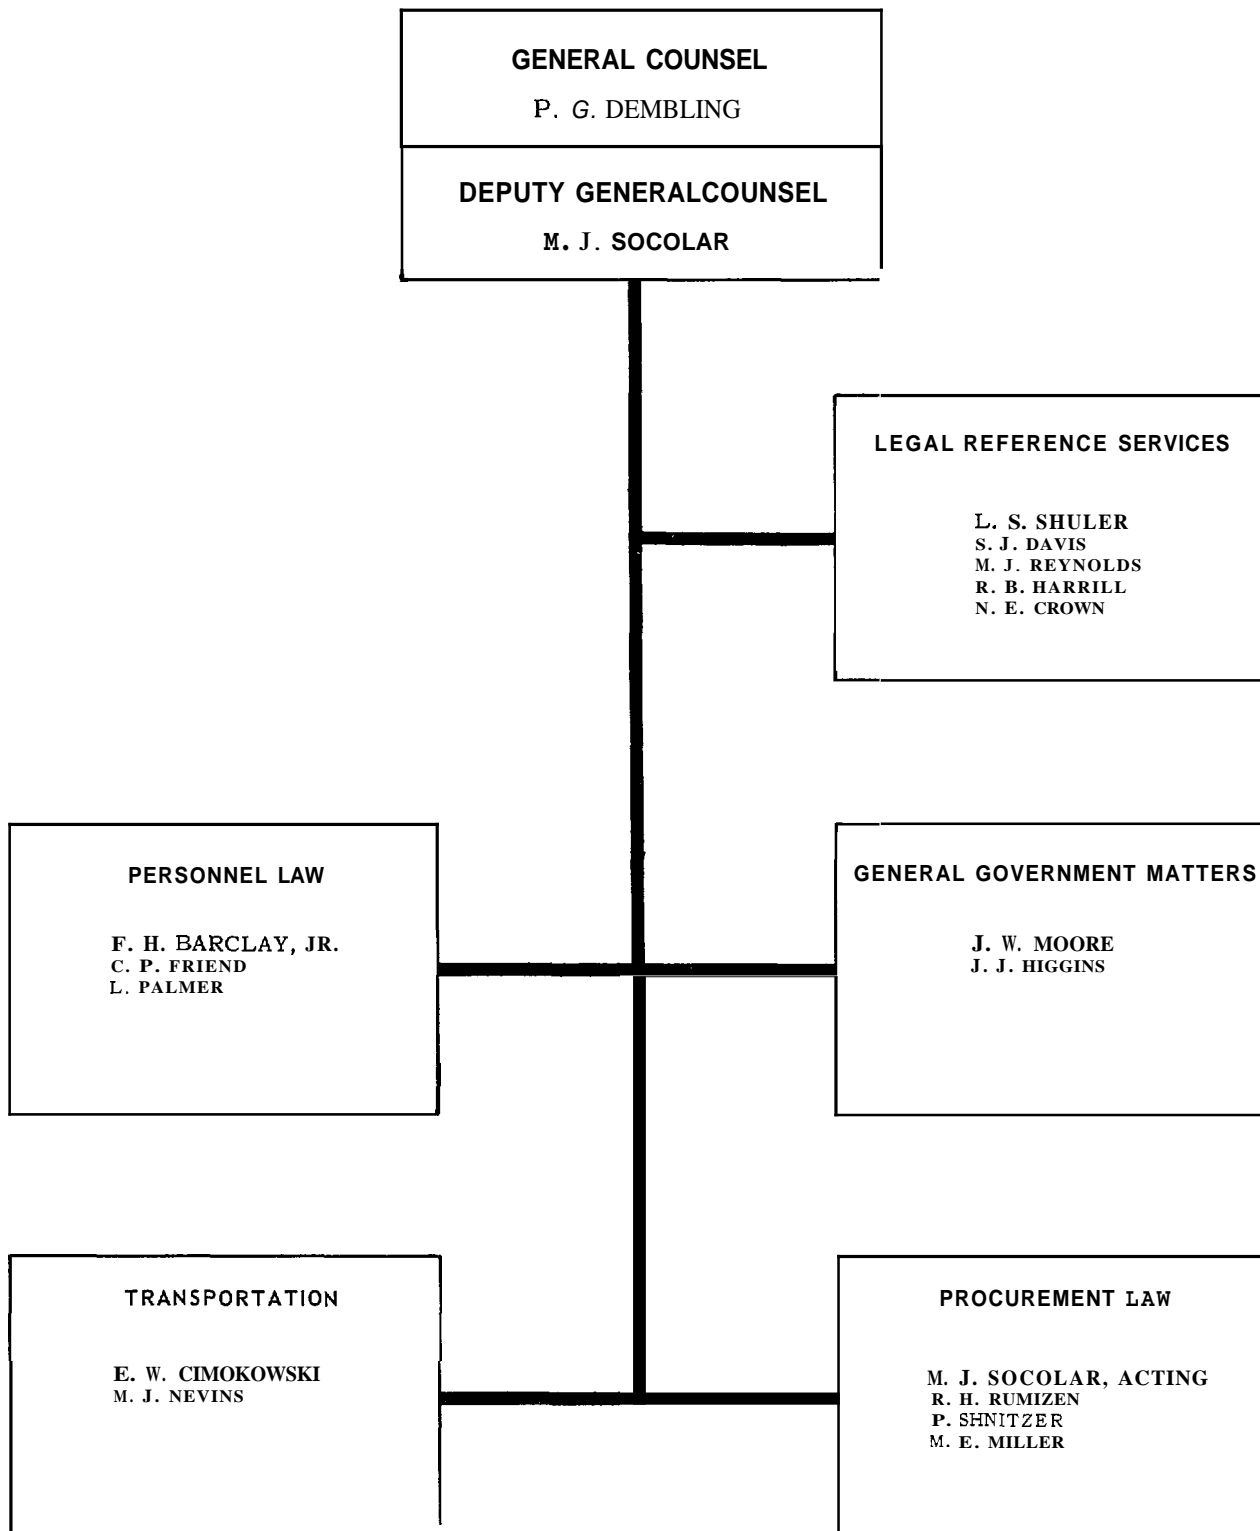 GENERAL COUNSEL
P. G. DEMBLING
DEPUTY GENERALCOUNSEL
M. J. SOCOLAR
LEGAL REFERENCE SERVICES
L. S. SHULER
S. J. DAVIS
M. J. REYNOLDS
R. B. HARRILL
N. E. CROWN
PERSONNEL LAW
F. H. BARCLAY, JR.
C. P. FRIEND
L. PALMER
GENERAL GOVERNMENT MATTERS
J. W. MOORE
J. J. HIGGINS
TRANSPORTATION
E. W. CIMOKOWSKI
M. J. NEVINS
PROCUREMENT LAW
M. J. SOCOLAR, ACTING
R. H. RUMIZEN
P. SHNITZER
M. E. MILLER